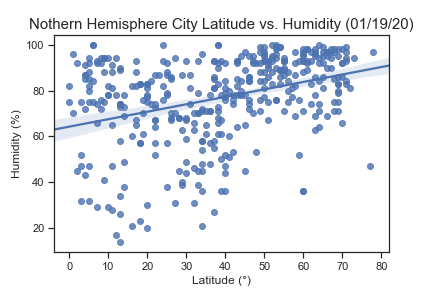 Nothern Hemisphere City Latitude vs. Humidity (01/19/20)
100
80
60
40
20
Humidity (%)
0 10 20 30 40 50 60 70 80
Latitude (°)